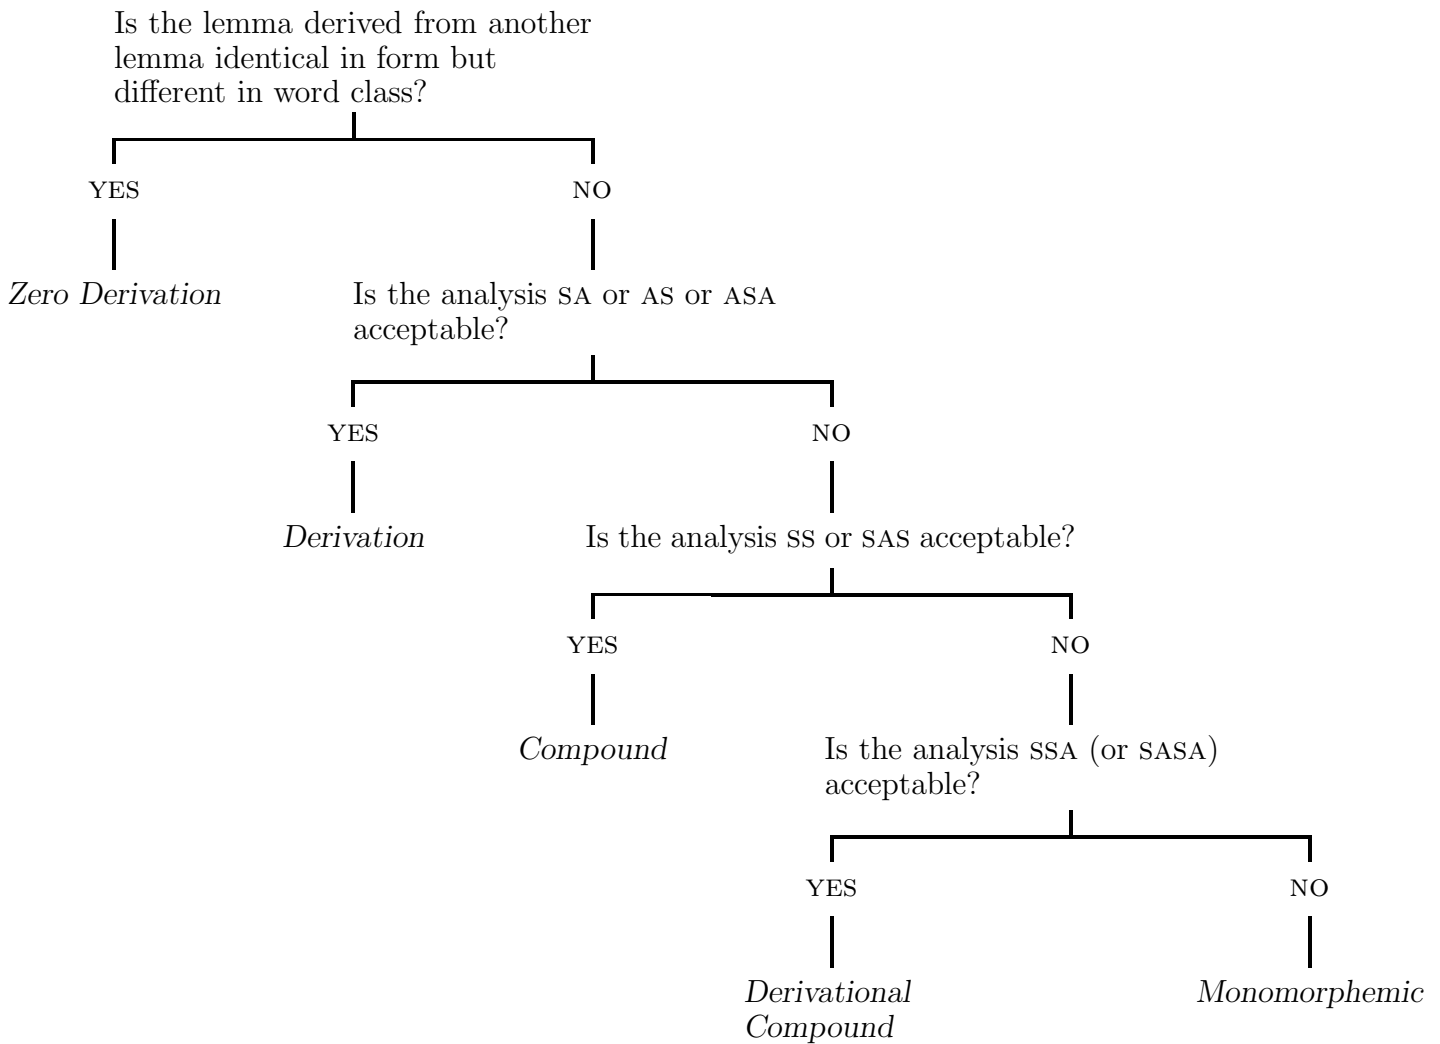 Is the lemma derived from another
lemma identical in form but
different in word class?
YES
NO
Zero Derivation
Is the analysis SA or AS or ASA
acceptable?
YES
NO
Derivation
Is the analysis SS or SAS acceptable?
YES
NO
Compound
Is the analysis SSA (or SASA)
acceptable?
YES
NO
Derivational
Compound
Monomorphemic